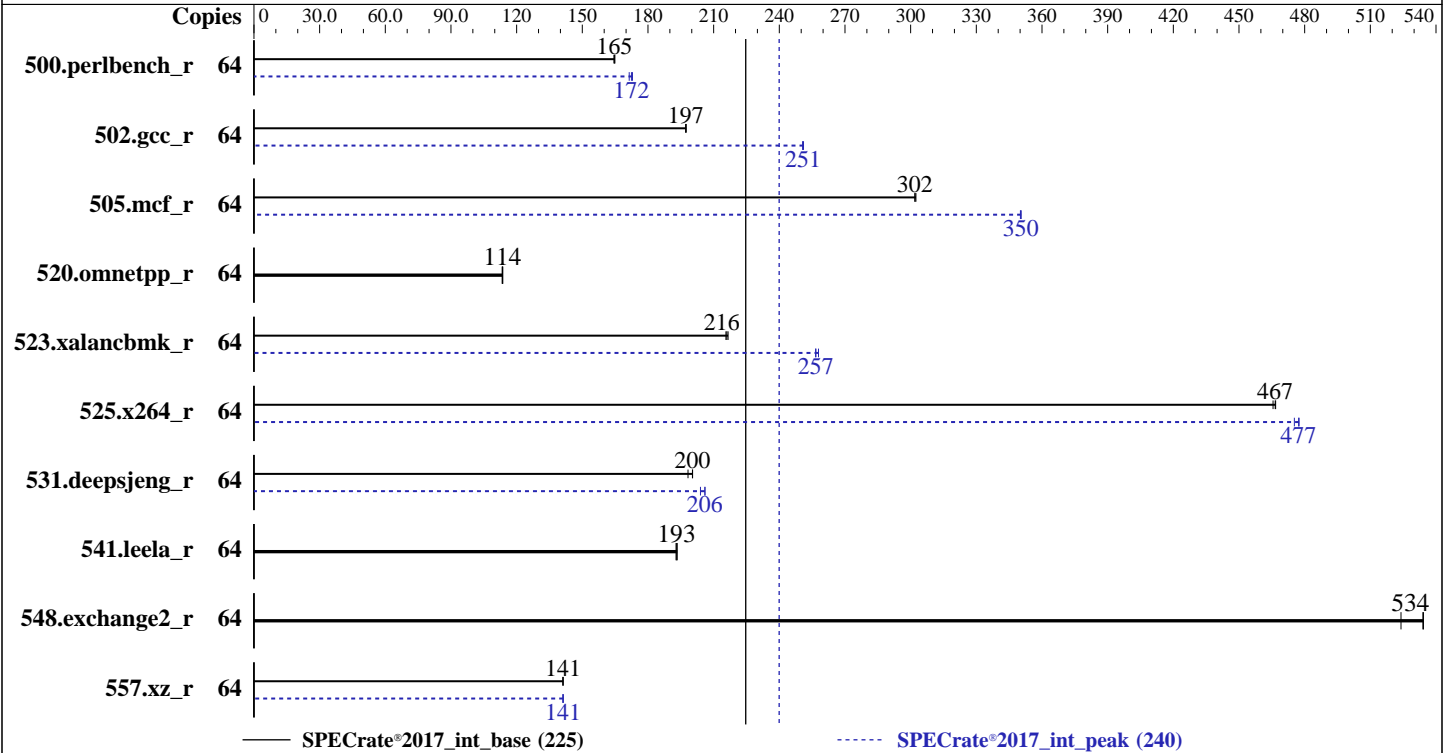 Copies 0 30.0 60.0 90.0 120 150 180 210 240 270 300 330 360 390 420 450 480 510 540
165
500.perlbench_r 64
172
197
502.gcc_r 64
251
302
505.mcf_r 64
350
114
520.omnetpp_r 64
216
523.xalancbmk_r 64
257
467
525.x264_r 64
477
200
531.deepsjeng_r 64
206
193
541.leela_r 64
534
548.exchange2_r 64
141
557.xz_r 64
141
SPECrate®2017_int_base (225) SPECrate®2017_int_peak (240)